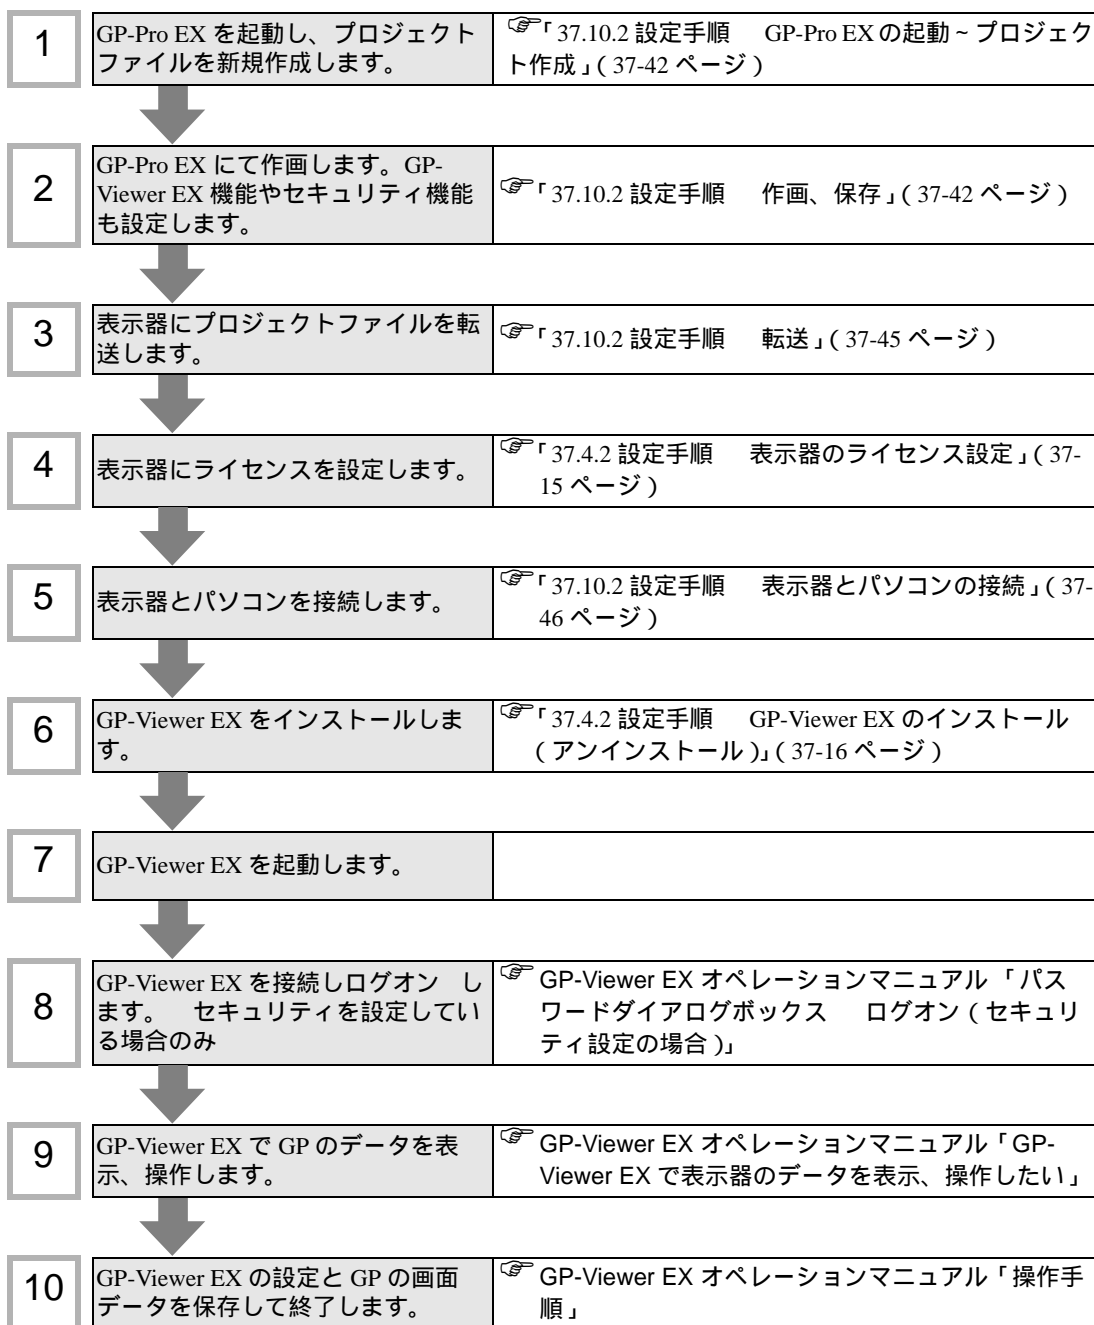 1
GP-Pro EX を起動し、プロジェクト
ファイルを新規作成します。
☞「37.10.2 設定手順　GP-Pro EX の起動 ~ プロジェク
ト作成」( 37-42 ページ )
2
GP-Pro EX にて作画します。GP-
Viewer EX 機能やセキュリティ機能
も設定します。
☞「37.10.2 設定手順　作画、保存」( 37-42 ページ )
3
表示器にプロジェクトファイルを転
送します。
☞「37.10.2 設定手順　転送」( 37-45 ページ )
4
表示器にライセンスを設定します。
☞「37.4.2 設定手順　表示器のライセンス設定」( 37-
15 ページ )
5
表示器とパソコンを接続します。
☞「37.10.2 設定手順　表示器とパソコンの接続」( 37-
46 ページ )
6
GP-Viewer EX をインストールしま
す。
☞「37.4.2 設定手順　GP-Viewer EX のインストール
( アンインストール )」( 37-16 ページ )
7
GP-Viewer EX を起動します。
8
GP-Viewer EX を接続しログオン　し
ます。　セキュリティを設定してい
る場合のみ
☞ GP-Viewer EX オペレーションマニュアル 「パス
ワードダイアログボックス　ログオン ( セキュリ
ティ設定の場合 )」
9
GP-Viewer EX で GP のデータを表
示、操作します。
☞ GP-Viewer EX オペレーションマニュアル「GP-
Viewer EX で表示器のデータを表示、操作したい」
10
GP-Viewer EX の設定と GP の画面
データを保存して終了します。
☞ GP-Viewer EX オペレーションマニュアル「操作手
順」